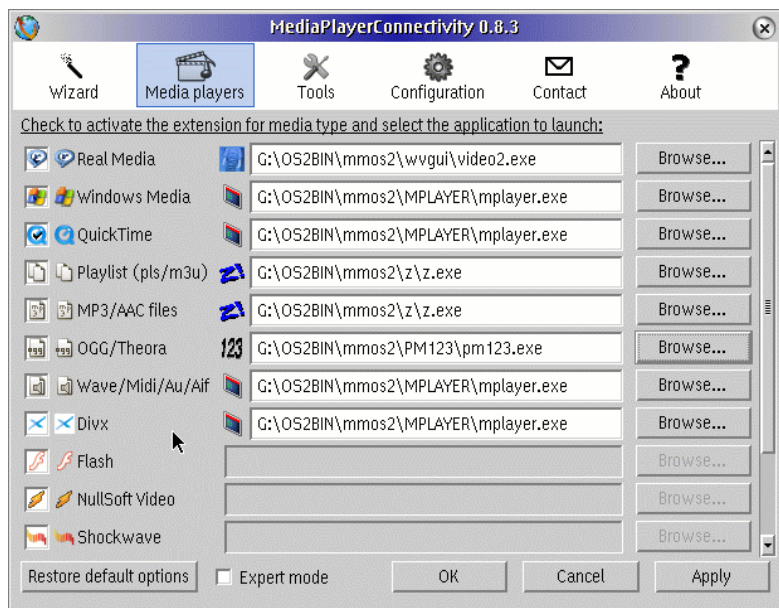 MediaPlayerConnectivity 0.8.3
Wizard Media players Tools Configuration Contact About
Check to activate the extension for media type and select the application to launch:
Real Media G:\OS2BIN\mmos2\wvgui\video2.exe Browse...
Windows Media G:\OS2BIN\mmos2\MPLAYER\mplayer.exe Browse...
QuickTime G:\OS2BIN\mmos2\MPLAYER\mplayer.exe Browse...
Playlist (pls/m3u) G:\OS2BIN\mmos2\z\z.exe Browse...
MP3/AAC files G:\OS2BIN\mmos2\z\z.exe Browse...
OGG/Theora 123 G:\OS2BIN\mmos2\PM123\pm123.exe Browse...
Wave/Midi/Au/Aif G:\OS2BIN\mmos2\MPLAYER\mplayer.exe Browse...
Divx G:\OS2BIN\mmos2\MPLAYER\mplayer.exe Browse...
Flash Browse...
NullSoft Video Browse...
Shockwave Browse...
Restore default options Expert mode OK Cancel Apply